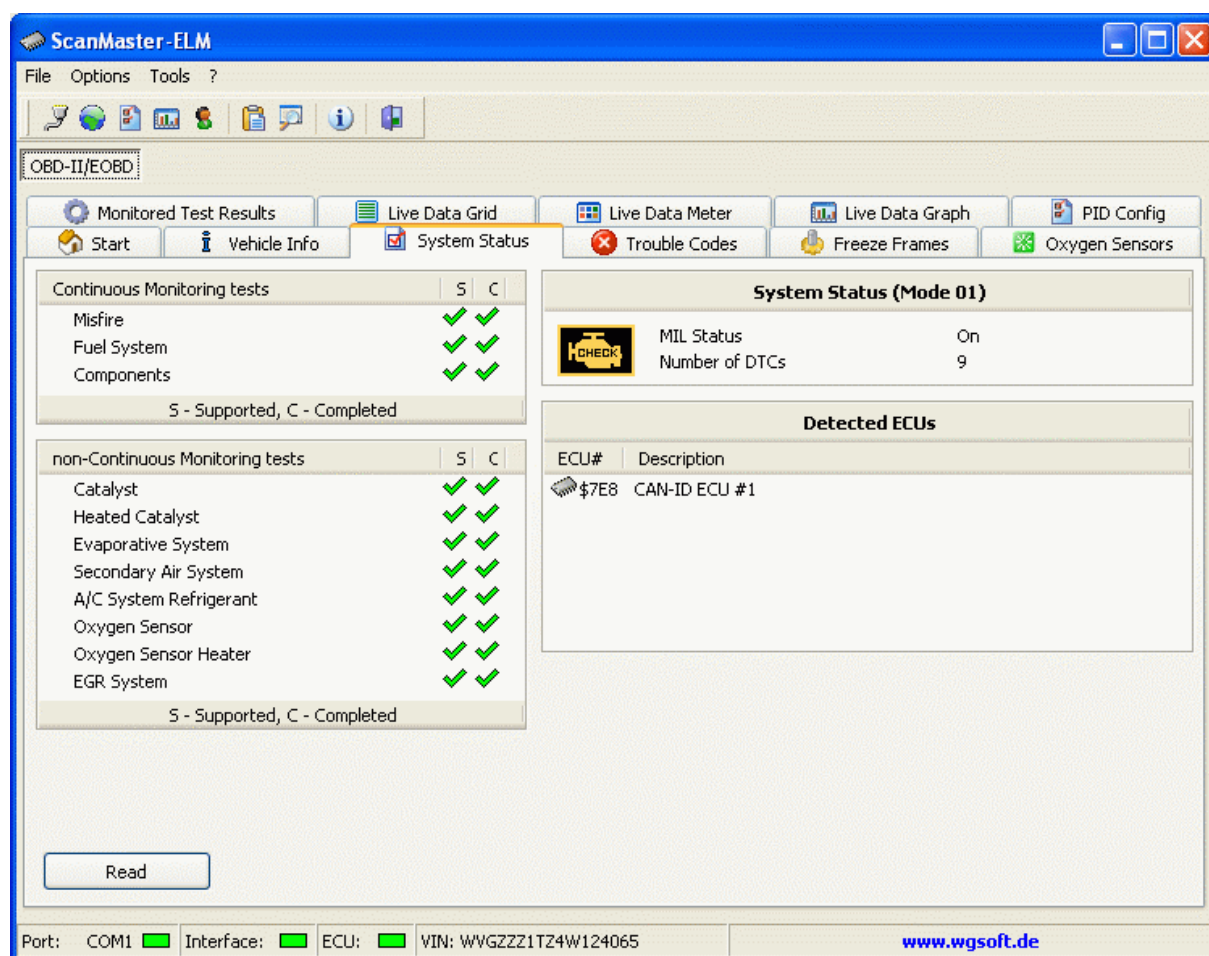 ScanMaster-ELM
File Options Tools ?
OBD-II/EOBD
Monitored Test Results Live Data Grid Live Data Meter Live Data Graph PID Config
Start Vehicle Info System Status Trouble Codes Freeze Frames Oxygen Sensors
Continuous Monitoring tests S C
Misfire
Fuel System
Components
S - Supported, C - Completed
non-Continuous Monitoring tests S C
Catalyst
Heated Catalyst
Evaporative System
Secondary Air System
A/C System Refrigerant
Oxygen Sensor
Oxygen Sensor Heater
EGR System
S - Supported, C - Completed
System Status (Mode 01)
CHECK
MIL Status On
Number of DTCs 9
Detected ECUs
ECU# Description
$7E8 CAN-ID ECU #1
Read
Port: COM1 Interface: ECU: VIN: WVGZZZ1TZ4W124065 www.wgsoft.de